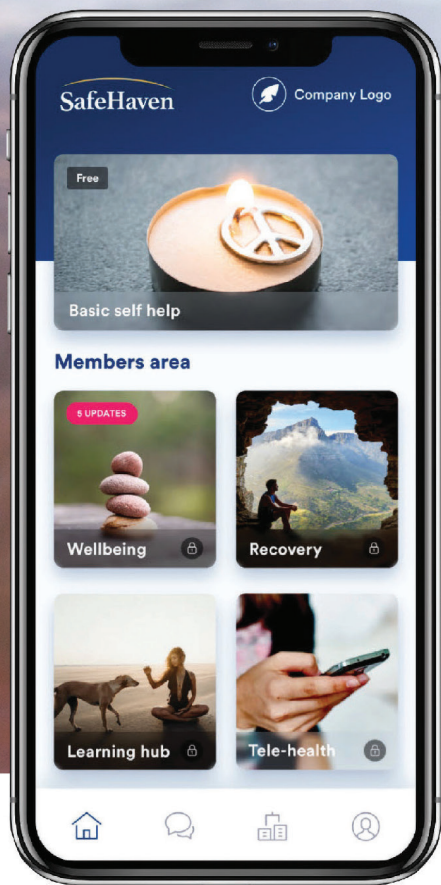 SafeHaven
Company Logo
Free
Basic self help
Members area
5 UPDATES
Wellbeing
Recovery
Learning hub
Tele-health